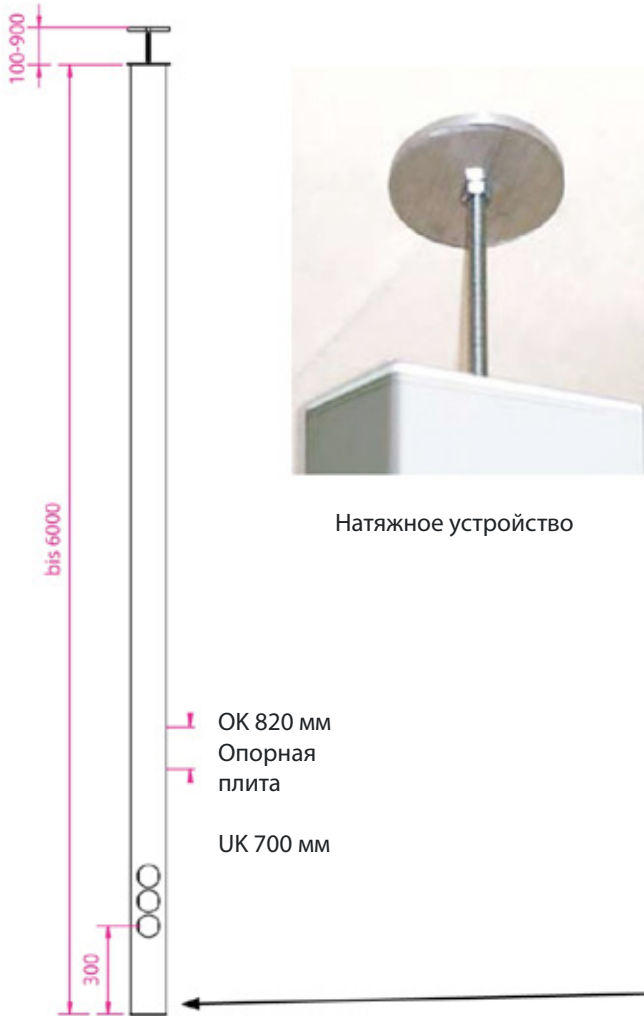 100-900
bis 6000
Натяжное устройство
OK 820 мм
Опорная
плита
UK 700 мм
300